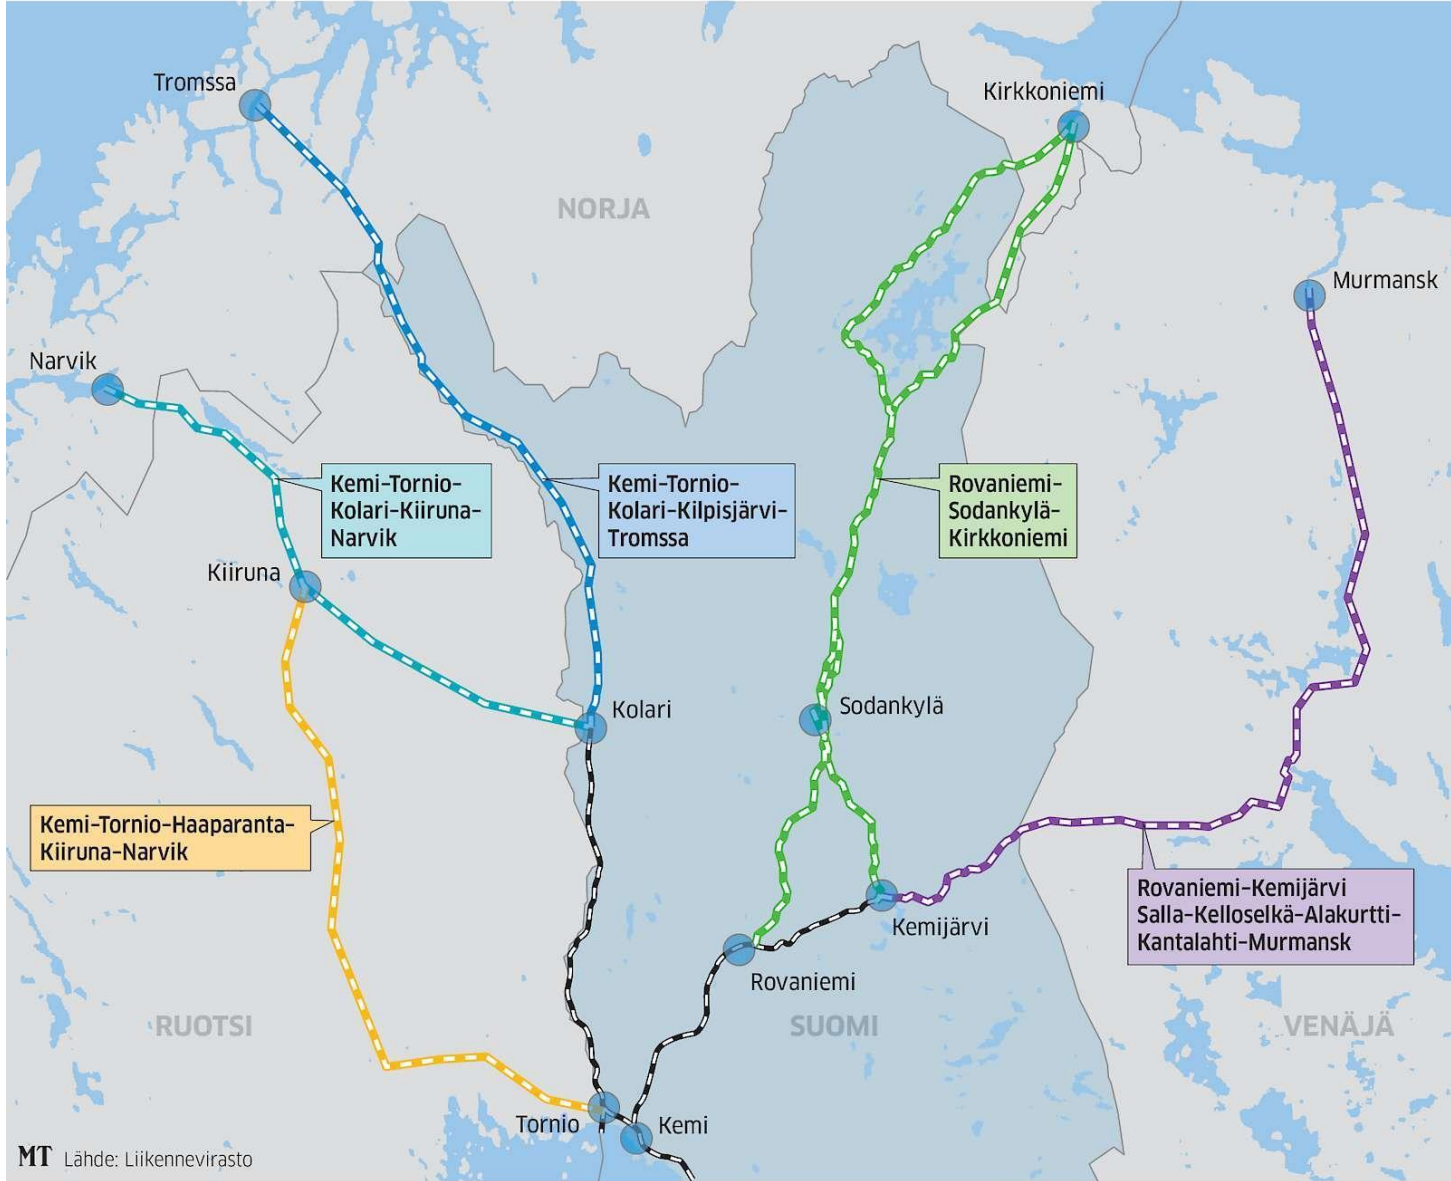 Tromssa
Kirkkoniemi
NORJA
Murmansk
Narvik
Kemi–Tornio–
Kolari–Kiiruna–
Narvik
Kemi–Tornio–
Kolari–Kilpisjärvi–
Tromssa
Rovaniemi–
Sodankylä–
Kirkkoniemi
Kiiruna
Kolari
Sodankylä
Kemi–Tornio–Haaparanta–
Kiiruna–Narvik
Rovaniemi–Kemijärvi
Salla–Kelloselkä–Alakurtti–
Kantalahti–Murmansk
Kemijärvi
Rovaniemi
RUOTSI
SUOMI
VENÄJÄ
Tornio
Kemi
MT Lähde: Liikennevirasto